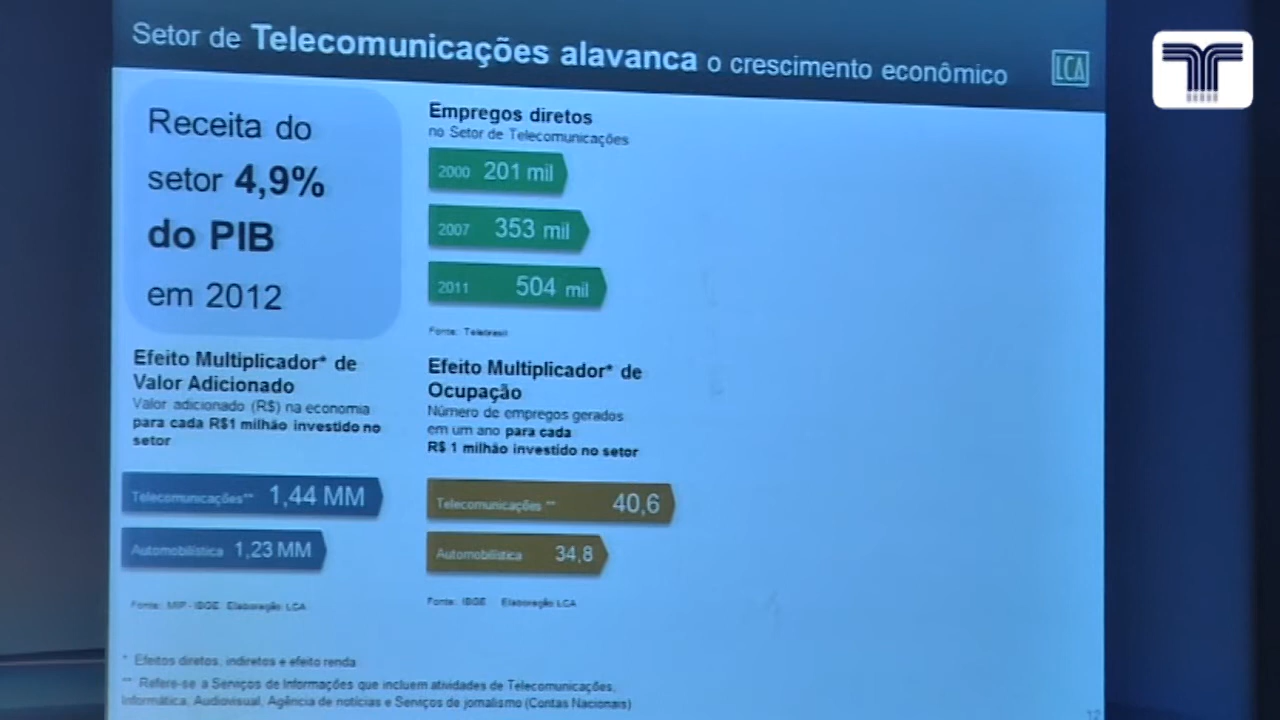 Setor de Telecomunicações alavanca o crescimento econômico
LCA
Receita do
setor 4,9%
do PIB
em 2012
Empregos diretos
no Setor de Telecomunicações
2000 201 mil
2007 353 mil
2011 504 mil
Fonte: Telebrasil
Efeito Multiplicador* de
Valor Adicionado
Valor adicionado (R$) na economia
para cada R$1 milhão investido no
setor
Telecomunicações** 1,44 MM
Automobilística 1,23 MM
Fonte: MIP - IBGE Elaboração LCA
Efeito Multiplicador* de
Ocupação
Número de empregos gerados
em um ano para cada
R$ 1 milhão investido no setor
Telecomunicações ** 40,6
Automobilística 34,8
Fonte: IBGE Elaboração LCA
* Efeitos diretos, indiretos e efeito renda
** Refere-se a Serviços de Informações que incluem atividades de Telecomunicações,
Informática, Audiovisual, Agência de notícias e Serviços de jornalismo (Contas Nacionais)
12